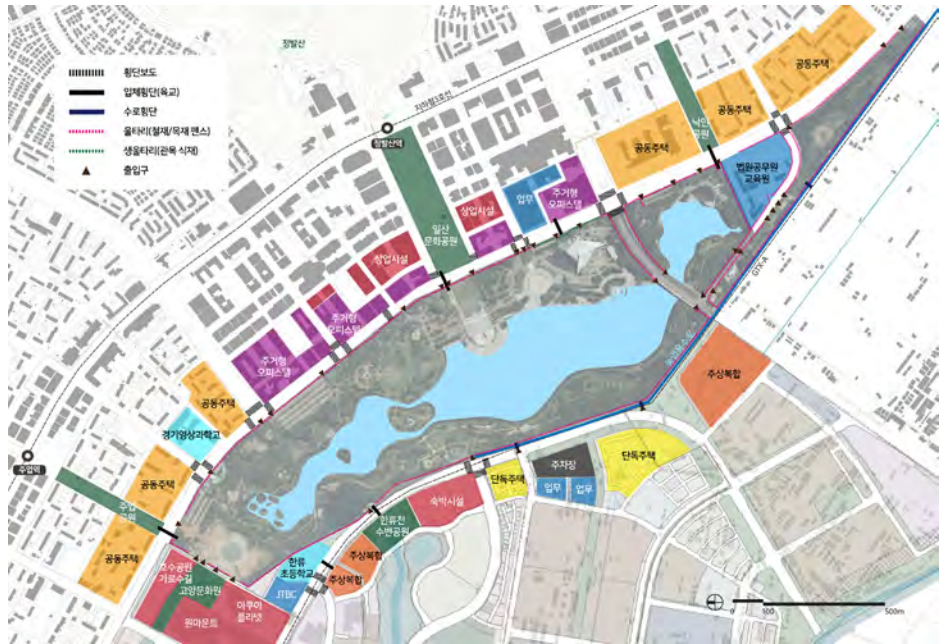 횡단보도
입체횡단(육교)
수로횡단
울타리(철재/목재 펜스)
생울타리(관목 식재)
출입구
정발산
지하철3호선
정발산역
일산
문화공원
상업시설
업무
주거형
오피스텔
공동주택
낙민
공원
공동주택
공동주택
법원공무원
교육원
GTX-A
상업시설
주거형
오피스텔
주거형
오피스텔
공동주택
경기영상과학고
주엽역
주엽
공원
공동주택
공동주택
호수공원
가로수길
고양문화원
원마운트
아쿠아
플라넷
한류
초등학교
JTBC
주상복합
주상복합
한류천
수변공원
숙박시설
단독주택
주차장
업무
업무
단독주택
주상복합
0
100
500m